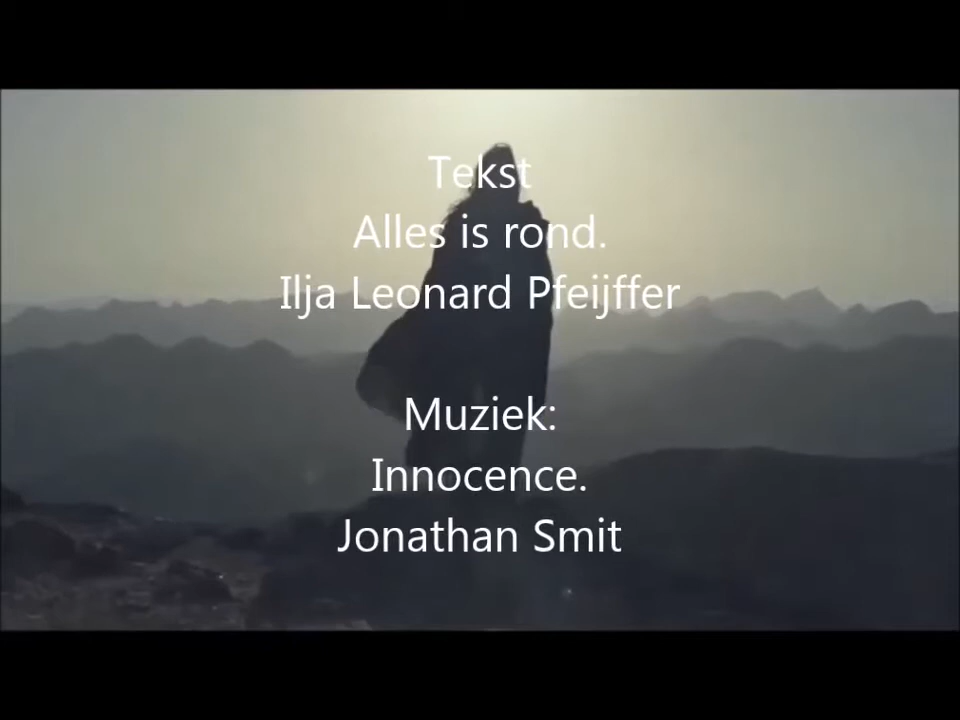 Tekst
Alles is rond.
Ilja Leonard Pfeijffer
Muziek:
Innocence.
Jonathan Smit